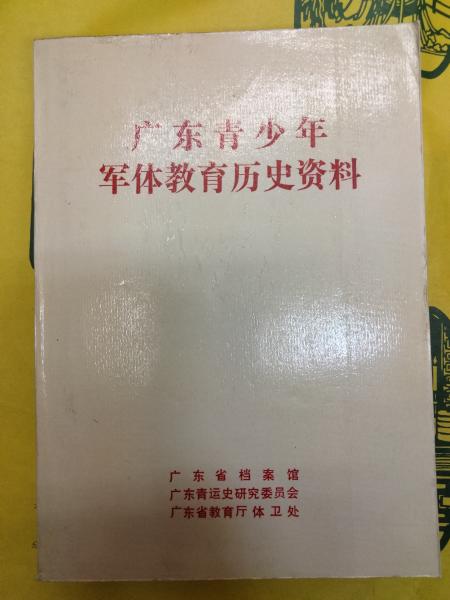 广东青少年
军体教育历史资料
广东省档案馆
广东青运史研究委员会
广东省教育厅体卫处